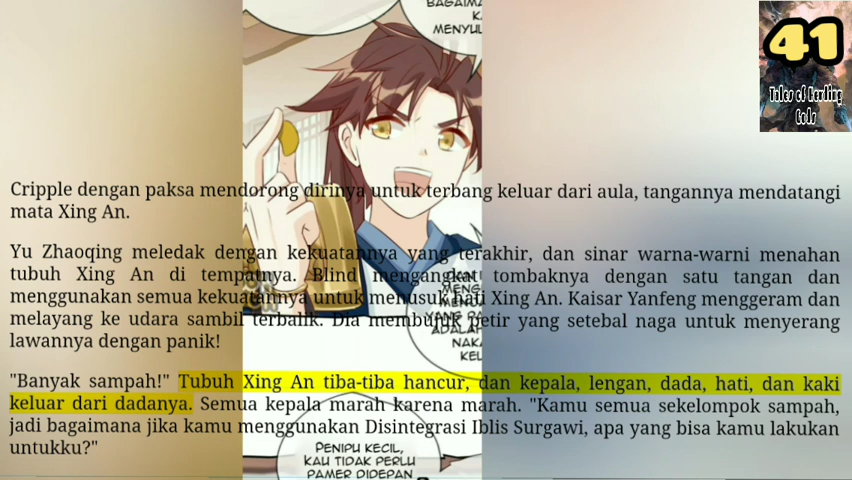 BAGAIMA
K
MENYUL
41
Tales of Herding
Gods
Cripple dengan paksa mendorong dirinya untuk terbang keluar dari aula, tangannya mendatangi
mata Xing An.
Yu Zhaoqing meledak dengan kekuatannya yang terakhir, dan sinar warna-warni menahan
tubuh Xing An di tempatnya. Blind mengangkat tombaknya dengan satu tangan dan
menggunakan semua kekuatannya untuk menusuk hati Xing An. Kaisar Yanfeng menggeram dan
melayang ke udara sambil terbalik. Dia membujuk petir yang setebal naga untuk menyerang
lawannya dengan panik!
"Banyak sampah!" Tubuh Xing An tiba-tiba hancur, dan kepala, lengan, dada, hati, dan kaki
keluar dari dadanya. Semua kepala marah karena marah. "Kamu semua sekelompok sampah,
jadi bagaimana jika kamu menggunakan Disintegrasi Iblis Surgawi, apa yang bisa kamu lakukan
untukku?"
PENIPU KECIL,
KAU TIDAK PERLU
PAMER DIDEPAN